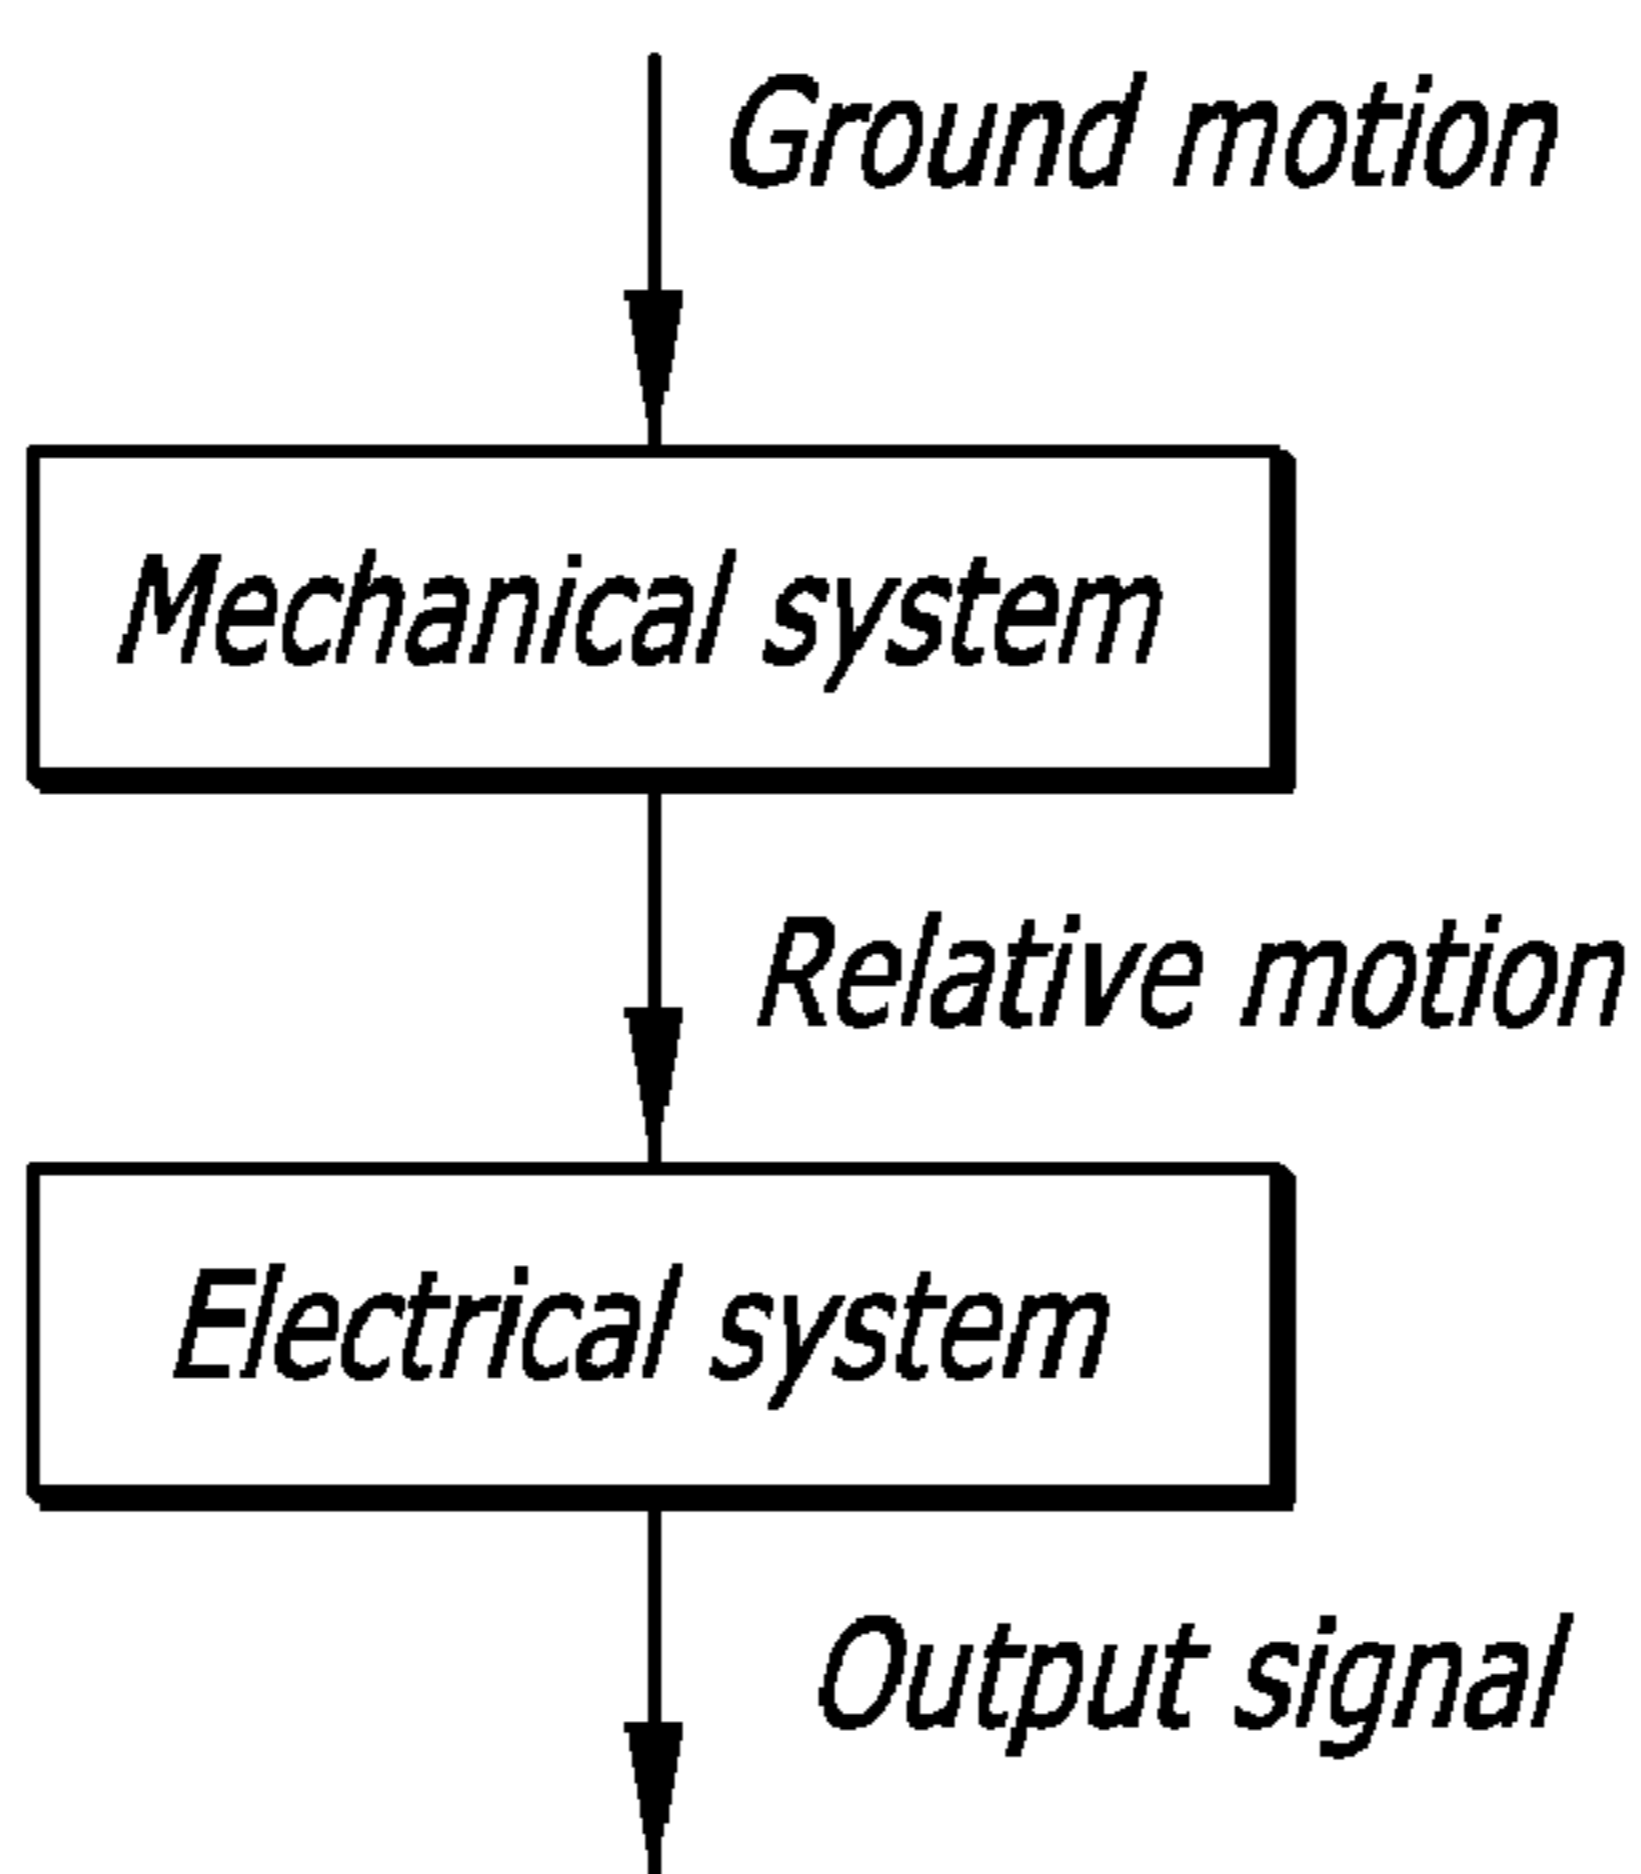 Ground motion
Mechanical system
Relative motion
Electrical system
Output signal